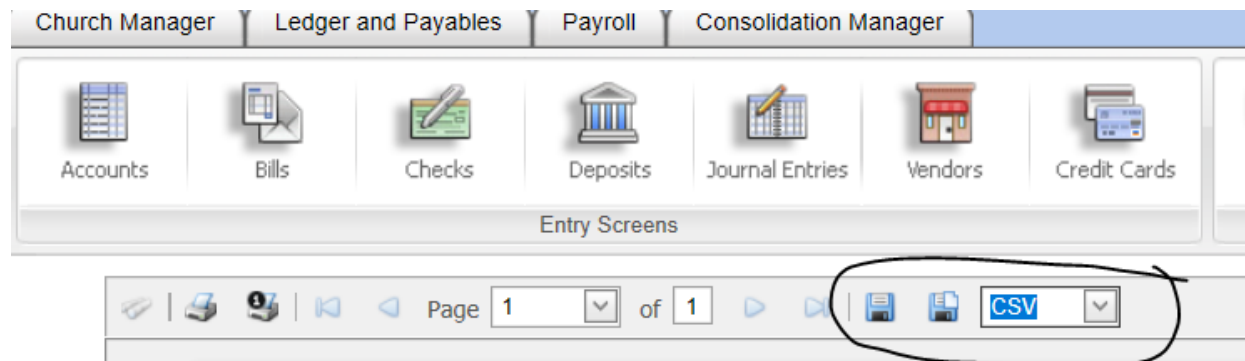 Church Manager Ledger and Payables Payroll Consolidation Manager
Accounts Bills Checks Deposits Journal Entries Vendors Credit Cards
Entry Screens
Page 1 of 1 CSV